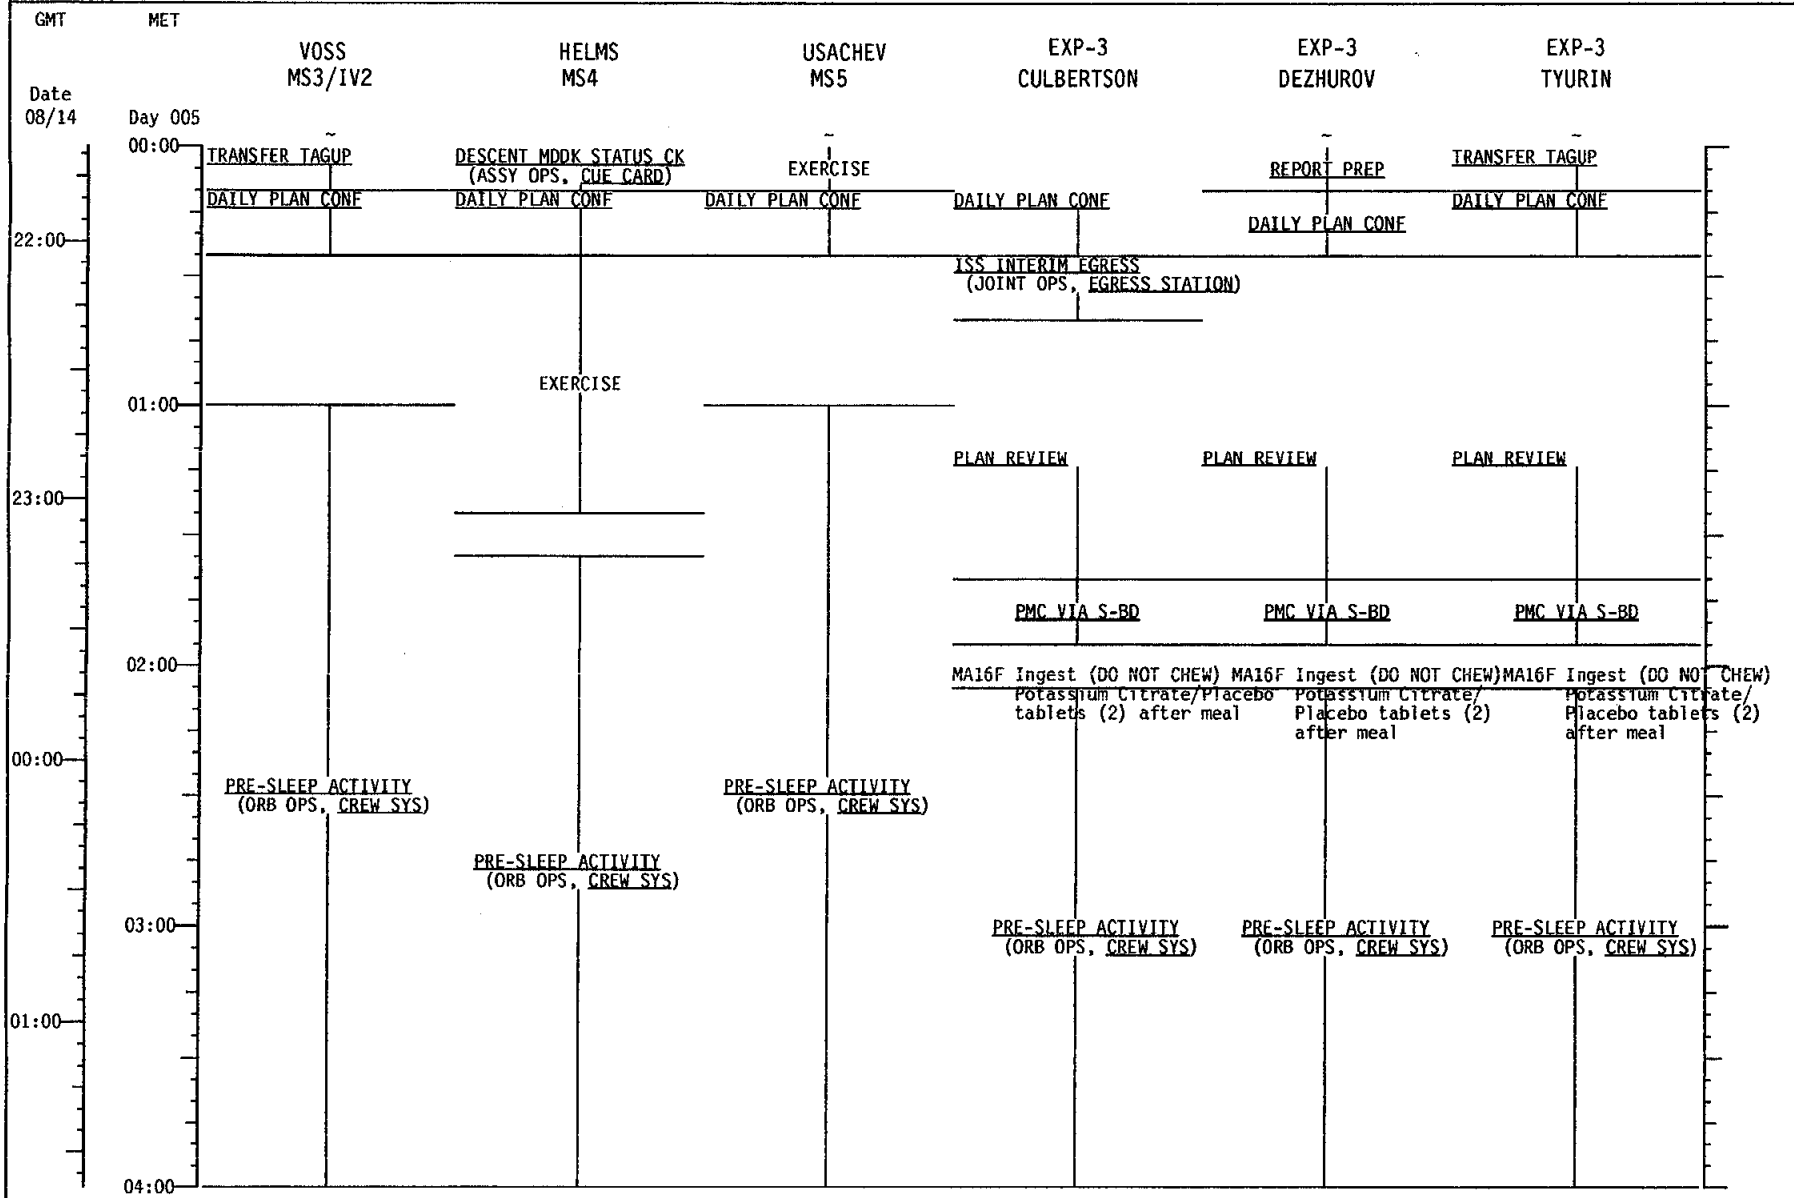 GMT MET
VOSS HELMS USACHEV EXP-3 EXP-3 EXP-3
MS3/IV2 MS4 MS5 CULBERTSON DEZHUROV TYURIN
Date
08/14 Day 005
~ ~ ~ ~
00:00
TRANSFER TAGUP DESCENT MDDK STATUS CK EXERCISE REPORT PREP TRANSFER TAGUP
(ASSY OPS, CUE CARD)
DAILY PLAN CONF DAILY PLAN CONF DAILY PLAN CONF DAILY PLAN CONF DAILY PLAN CONF DAILY PLAN CONF
22:00
ISS INTERIM EGRESS
(JOINT OPS, EGRESS STATION)
EXERCISE
01:00
PLAN REVIEW PLAN REVIEW PLAN REVIEW
23:00
PMC VIA S-BD PMC VIA S-BD PMC VIA S-BD
02:00
MA16F Ingest (DO NOT CHEW) MA16F Ingest (DO NOT CHEW) MA16F Ingest (DO NOT CHEW)
Potassium Citrate/Placebo Potassium Citrate/ Potassium Citrate/
tablets (2) after meal Placebo tablets (2) Placebo tablets (2)
after meal after meal
00:00
PRE-SLEEP ACTIVITY PRE-SLEEP ACTIVITY
(ORB OPS, CREW SYS) (ORB OPS, CREW SYS)
PRE-SLEEP ACTIVITY
(ORB OPS, CREW SYS)
03:00
PRE-SLEEP ACTIVITY PRE-SLEEP ACTIVITY PRE-SLEEP ACTIVITY
(ORB OPS, CREW SYS) (ORB OPS, CREW SYS) (ORB OPS, CREW SYS)
01:00
04:00